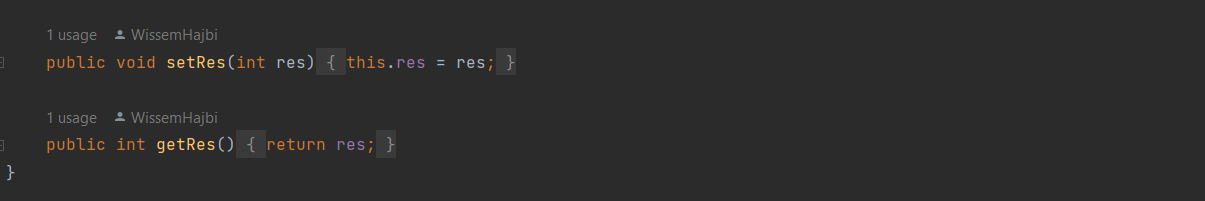 1 usage WissemHajbi
public void setRes(int res) { this.res = res; }
1 usage WissemHajbi
public int getRes() { return res; }
}